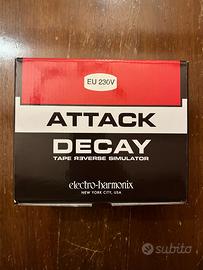 EU 230V
ATTACK
DECAY
TAPE REVERSE SIMULATOR
electro-harmonix
NEW YORK CITY, USA
subito